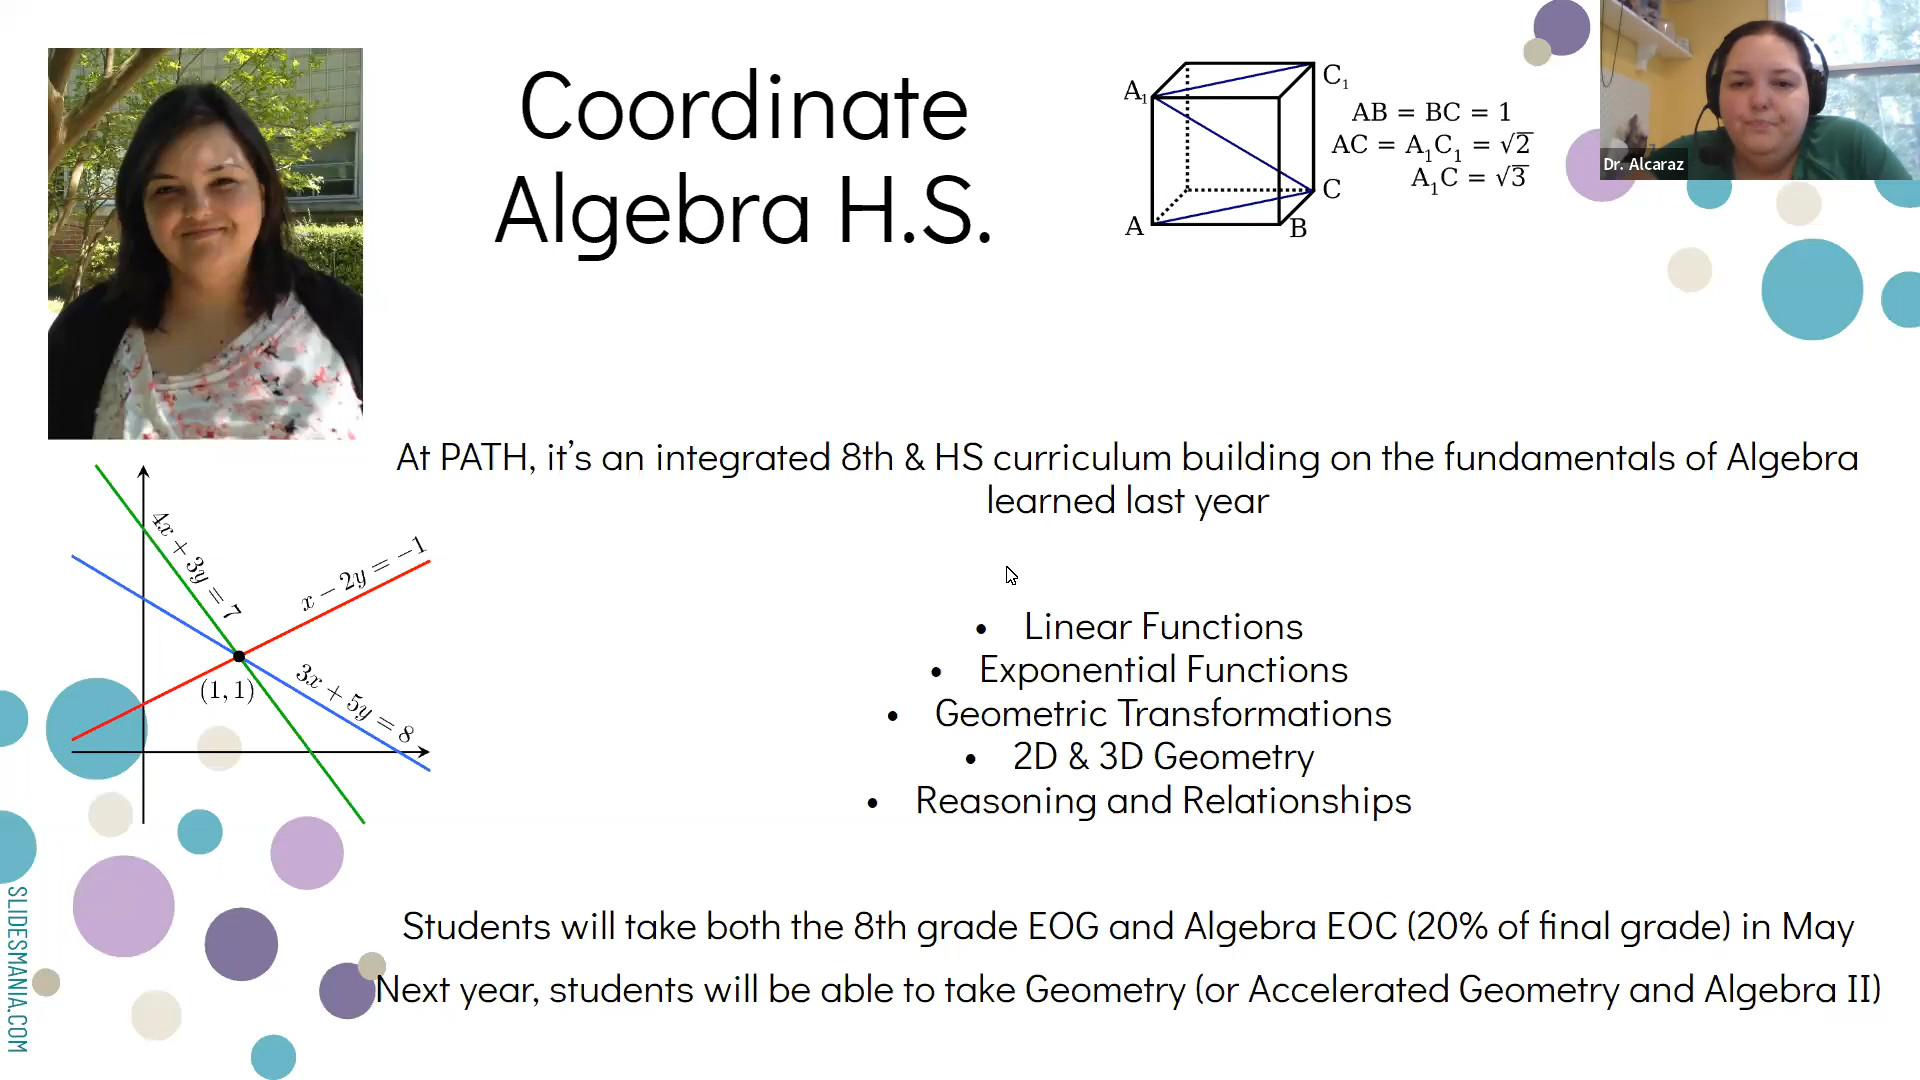 Coordinate
Algebra H.S.
A₁
C₁
A
B
C
AB = BC = 1
AC = A₁C₁ = √2
A₁C = √3
Dr. Alcaraz
At PATH, it's an integrated 8th & HS curriculum building on the fundamentals of Algebra
learned last year
4x + 3y = 7
x − 2y = −1
3x + 5y = 8
(1, 1)
• Linear Functions
• Exponential Functions
• Geometric Transformations
• 2D & 3D Geometry
• Reasoning and Relationships
Students will take both the 8th grade EOG and Algebra EOC (20% of final grade) in May
Next year, students will be able to take Geometry (or Accelerated Geometry and Algebra II)
SLIDESMANIA.COM